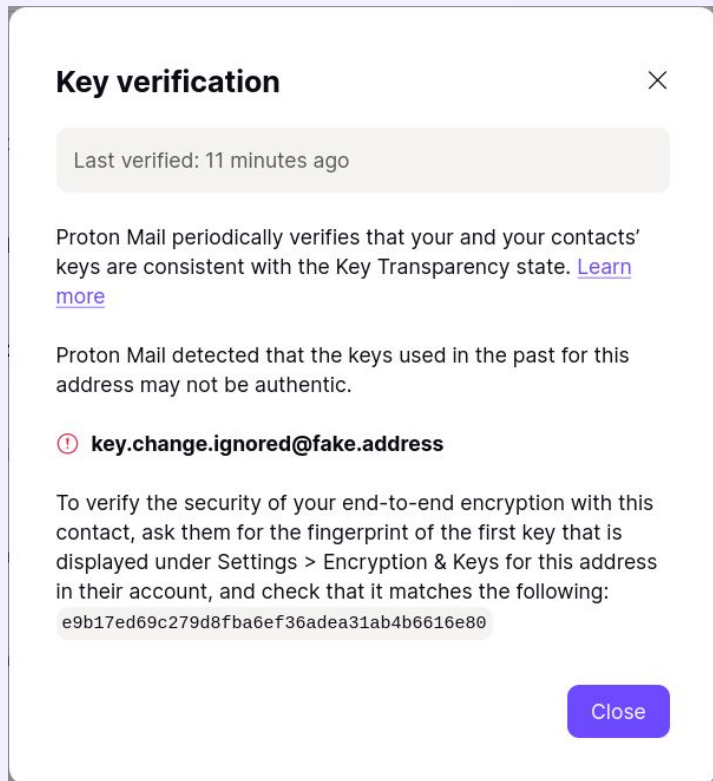 Key verification
Last verified: 11 minutes ago
Proton Mail periodically verifies that your and your contacts’
keys are consistent with the Key Transparency state. Learn
more
Proton Mail detected that the keys used in the past for this
address may not be authentic.
key.change.ignored@fake.address
To verify the security of your end-to-end encryption with this
contact, ask them for the fingerprint of the first key that is
displayed under Settings > Encryption & Keys for this address
in their account, and check that it matches the following:
e9b17ed69c279d8fba6ef36adea31ab4b6616e80
Close